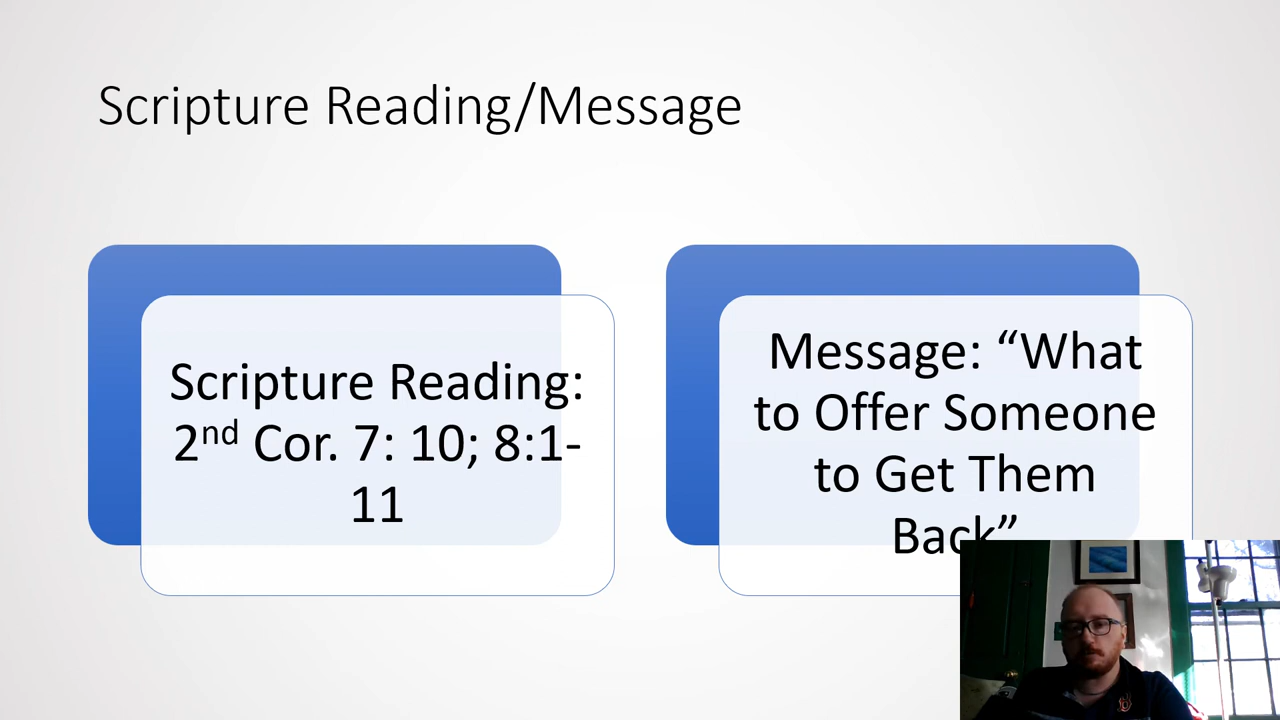 Scripture Reading/Message
Scripture Reading:
2nd Cor. 7: 10; 8:1-
11
Message: “What
to Offer Someone
to Get Them
Back”